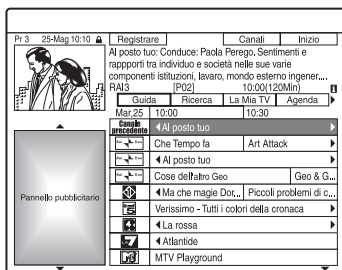 Pr 3 25-Mag 10:10 Registrare Canali Inizio
Al posto tuo: Conduce: Paola Perego. Sentimenti e
rappporti tra individuo e società nelle sue varie
componenti istituzioni, lavaro, mondo esterno ingener....
RAI3 [P02] 10:00(120Min)
Guida Ricerca La Mia TV Agenda
Mar,25 10:00 10:30
Canale
precedente
Al posto tuo
Che Tempo fa Art Attack
Al posto tuo
Cose dell'altro Geo Geo & G...
Ma che magie Dor,.. Piccoli problemi di c...
Verissimo - Tutti i colori della cronaca
La rossa
Atlantide
MTV Playground
Pannello pubblicitario